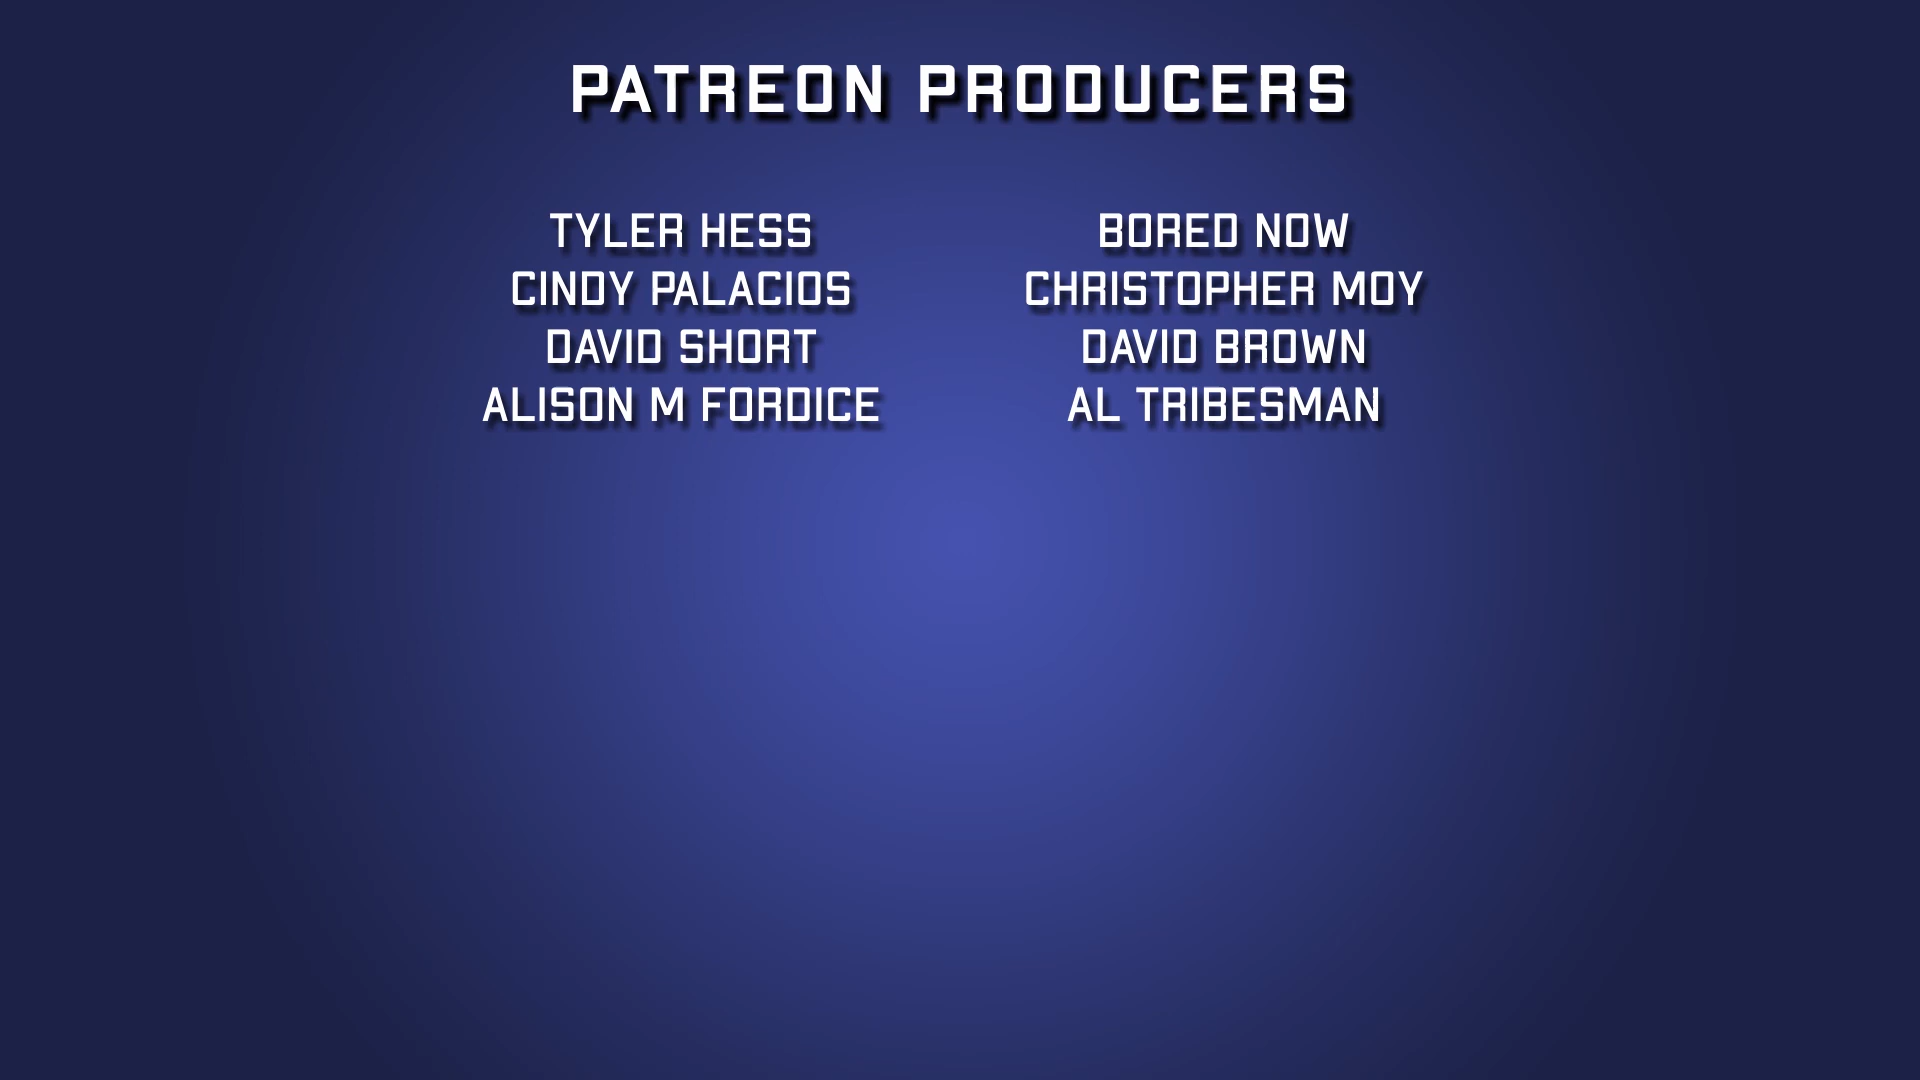 PATREON PRODUCERS
TYLER HESS
CINDY PALACIOS
DAVID SHORT
ALISON M FORDICE
BORED NOW
CHRISTOPHER MOY
DAVID BROWN
AL TRIBESMAN